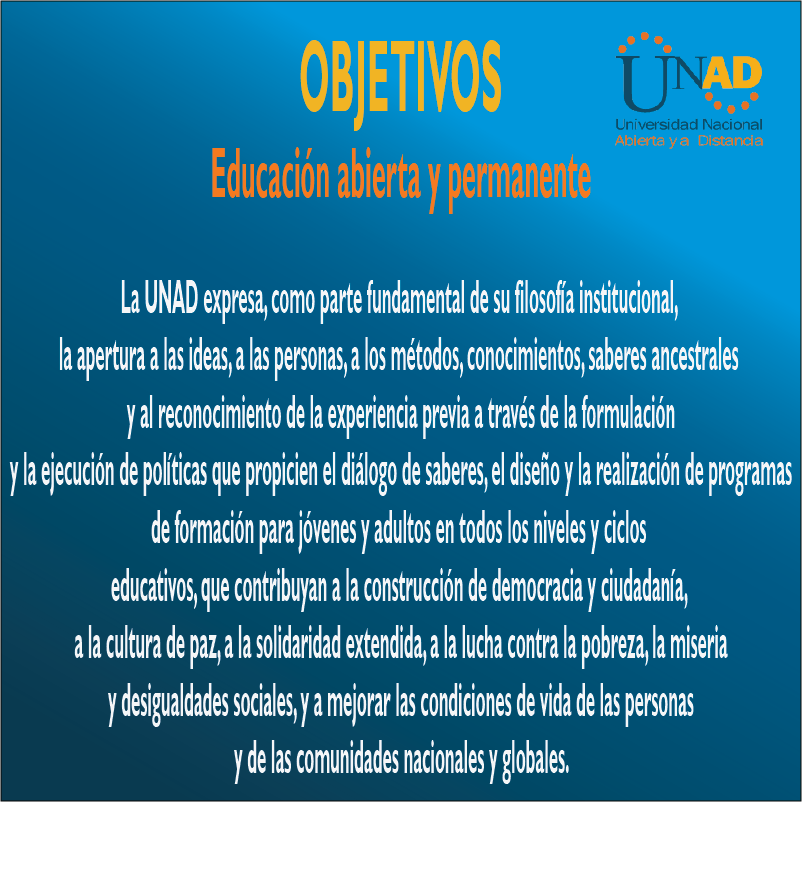 OBJETIVOS
UNAD
Universidad Nacional
Abierta y a Distancia
Educación abierta y permanente
La UNAD expresa, como parte fundamental de su filosofía institucional,
la apertura a las ideas, a las personas, a los métodos, conocimientos, saberes ancestrales
y al reconocimiento de la experiencia previa a través de la formulación
y la ejecución de políticas que propicien el diálogo de saberes, el diseño y la realización de programas
de formación para jóvenes y adultos en todos los niveles y ciclos
educativos, que contribuyan a la construcción de democracia y ciudadanía,
a la cultura de paz, a la solidaridad extendida, a la lucha contra la pobreza, la miseria
y desigualdades sociales, y a mejorar las condiciones de vida de las personas
y de las comunidades nacionales y globales.